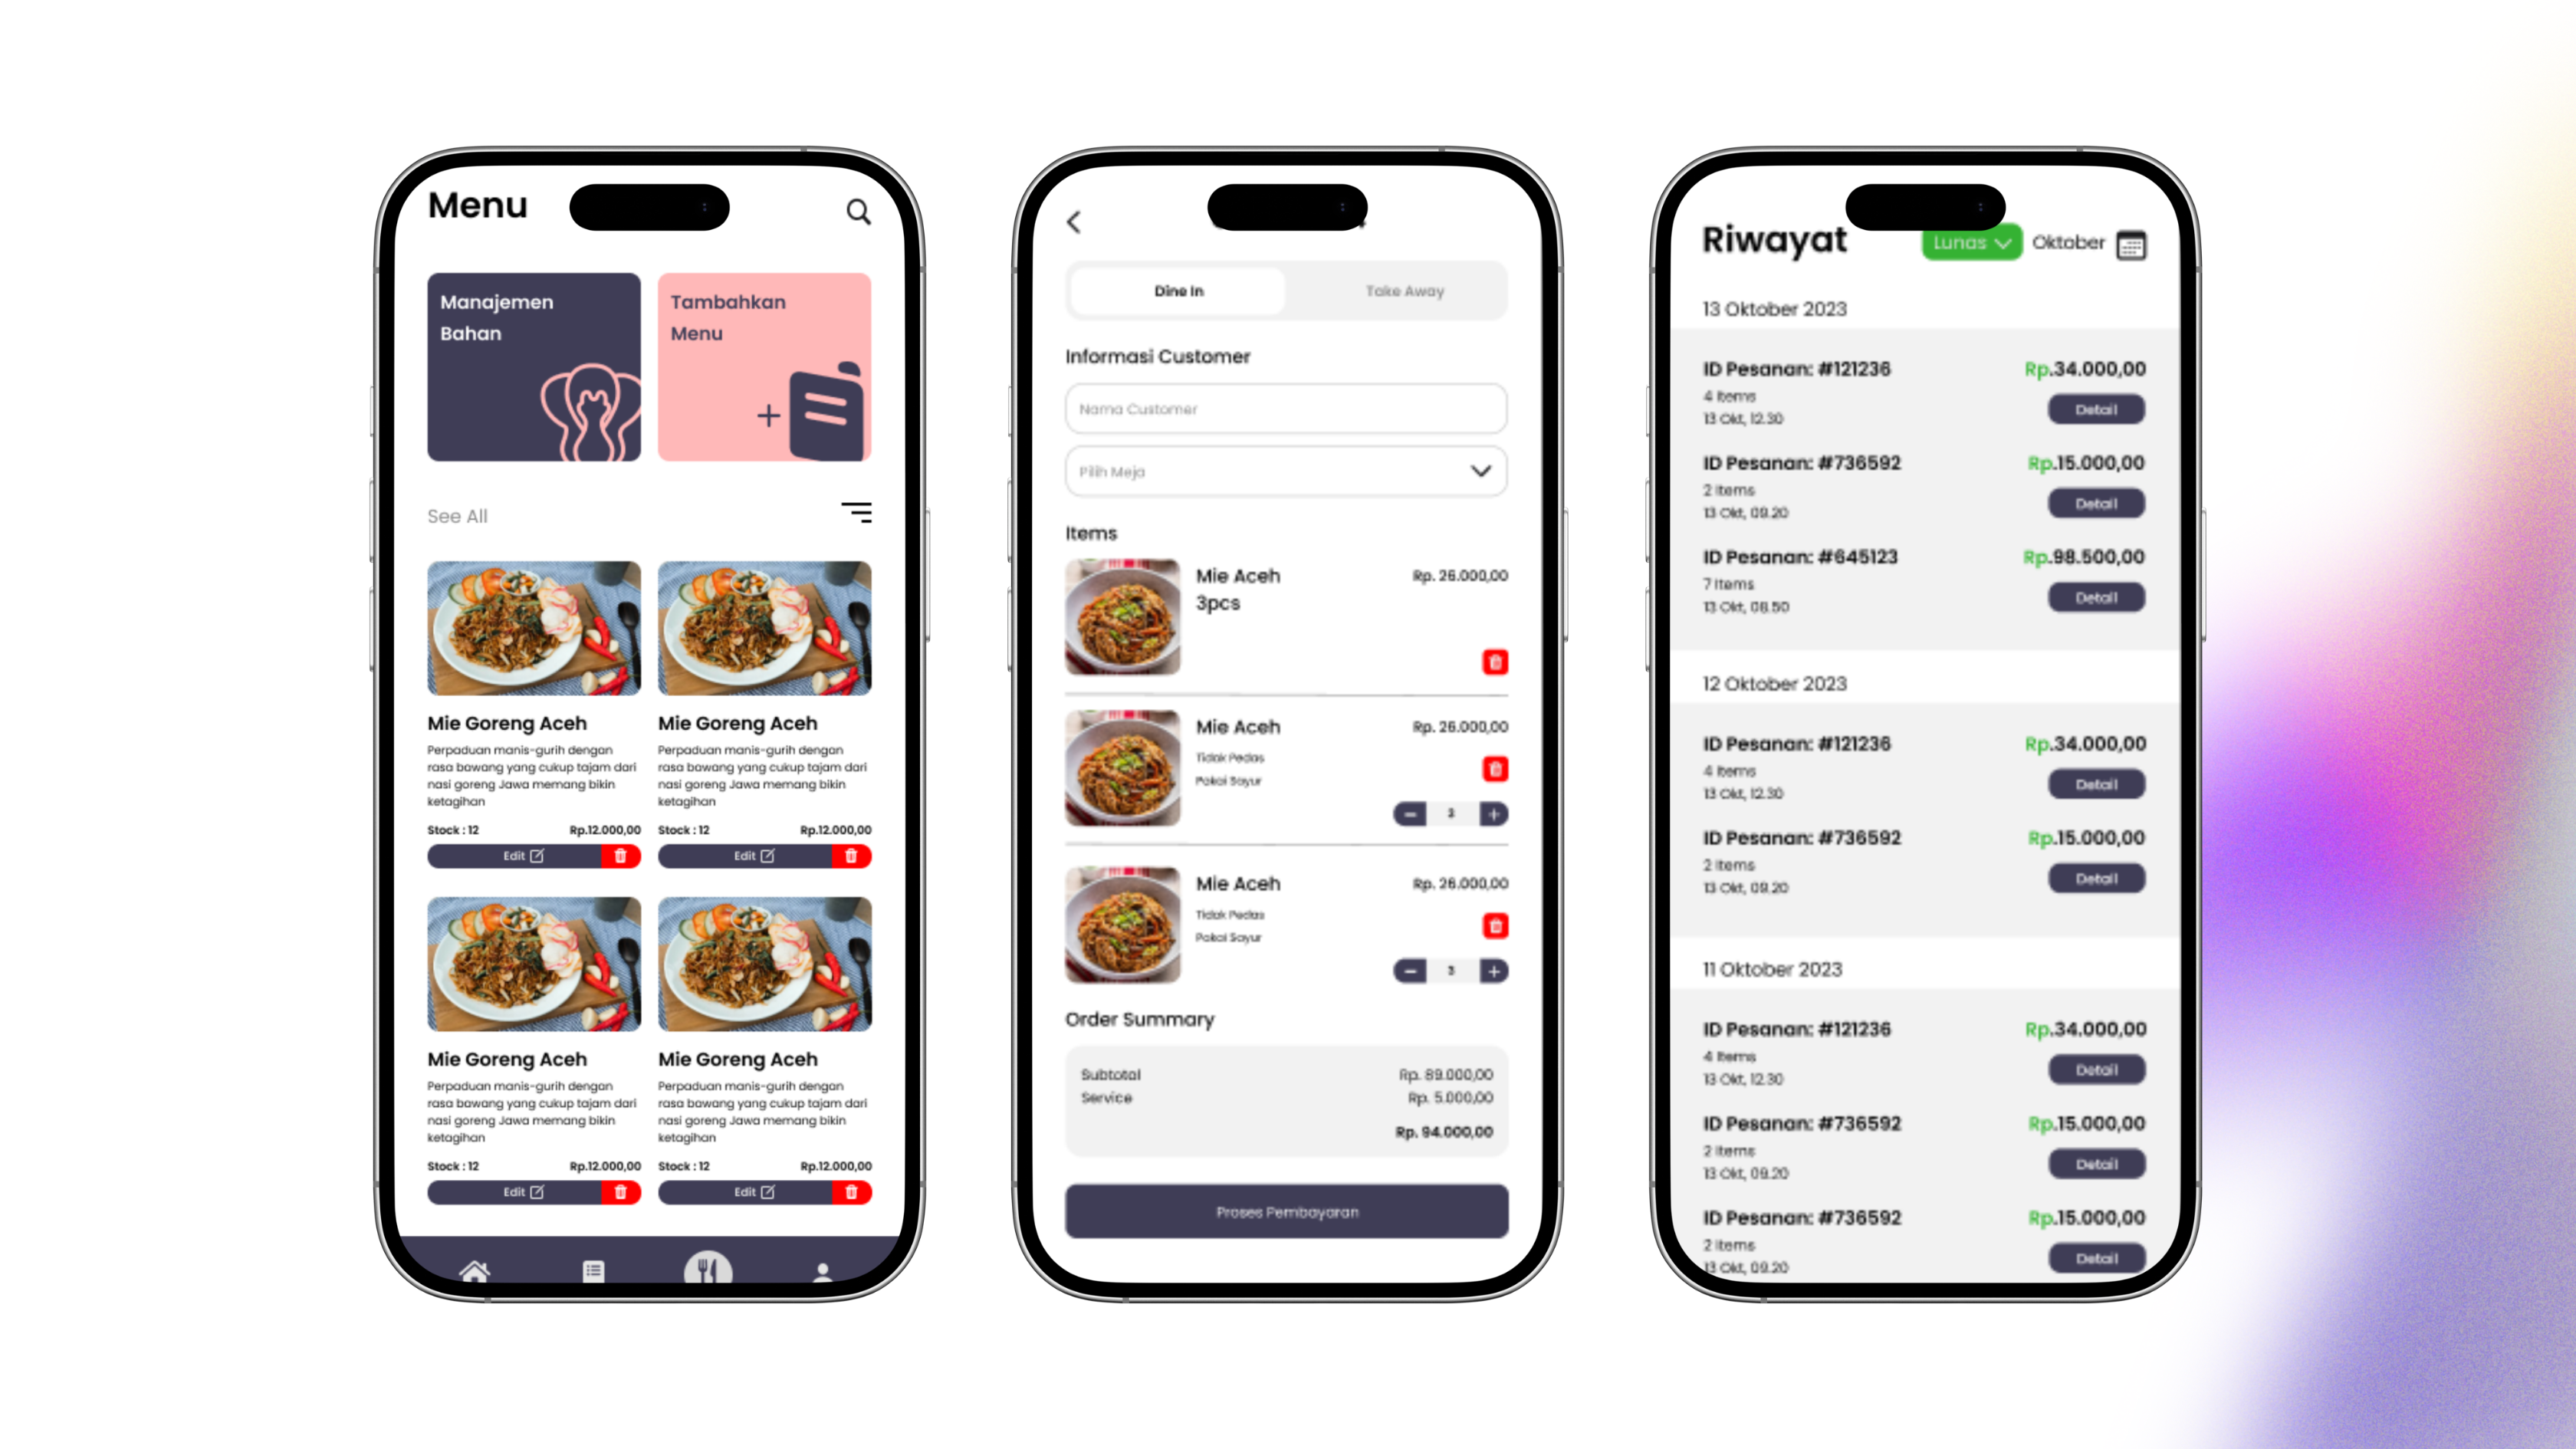 Menu
Manajemen
Bahan
Tambahkan
Menu
See All
Mie Goreng Aceh
Perpaduan manis-gurih dengan
rasa bawang yang cukup tajam dari
nasi goreng Jawa memang bikin
ketagihan
Stock : 12 Rp.12.000,00
Edit
Mie Goreng Aceh
Perpaduan manis-gurih dengan
rasa bawang yang cukup tajam dari
nasi goreng Jawa memang bikin
ketagihan
Stock : 12 Rp.12.000,00
Edit
Mie Goreng Aceh
Perpaduan manis-gurih dengan
rasa bawang yang cukup tajam dari
nasi goreng Jawa memang bikin
ketagihan
Stock : 12 Rp.12.000,00
Edit
Mie Goreng Aceh
Perpaduan manis-gurih dengan
rasa bawang yang cukup tajam dari
nasi goreng Jawa memang bikin
ketagihan
Stock : 12 Rp.12.000,00
Edit
Dine In Take Away
Informasi Customer
Nama Customer
Pilih Meja
Items
Mie Aceh Rp. 26.000,00
3pcs
Mie Aceh Rp. 26.000,00
Tidak Pedas
Pakai Sayur
3
Mie Aceh Rp. 26.000,00
Tidak Pedas
Pakai Sayur
3
Order Summary
Subtotal Rp. 89.000,00
Service Rp. 5.000,00
Rp. 94.000,00
Proses Pembayaran
Riwayat Lunas Oktober
13 Oktober 2023
ID Pesanan: #121236 Rp.34.000,00
4 Items
13 Okt, 12.30
Detail
ID Pesanan: #736592 Rp.15.000,00
2 Items
13 Okt, 09.20
Detail
ID Pesanan: #645123 Rp.98.500,00
7 Items
13 Okt, 08.50
Detail
12 Oktober 2023
ID Pesanan: #121236 Rp.34.000,00
4 Items
13 Okt, 12.30
Detail
ID Pesanan: #736592 Rp.15.000,00
2 Items
13 Okt, 09.20
Detail
11 Oktober 2023
ID Pesanan: #121236 Rp.34.000,00
4 Items
13 Okt, 12.30
Detail
ID Pesanan: #736592 Rp.15.000,00
2 Items
13 Okt, 09.20
Detail
ID Pesanan: #736592 Rp.15.000,00
2 Items
13 Okt, 09.20
Detail